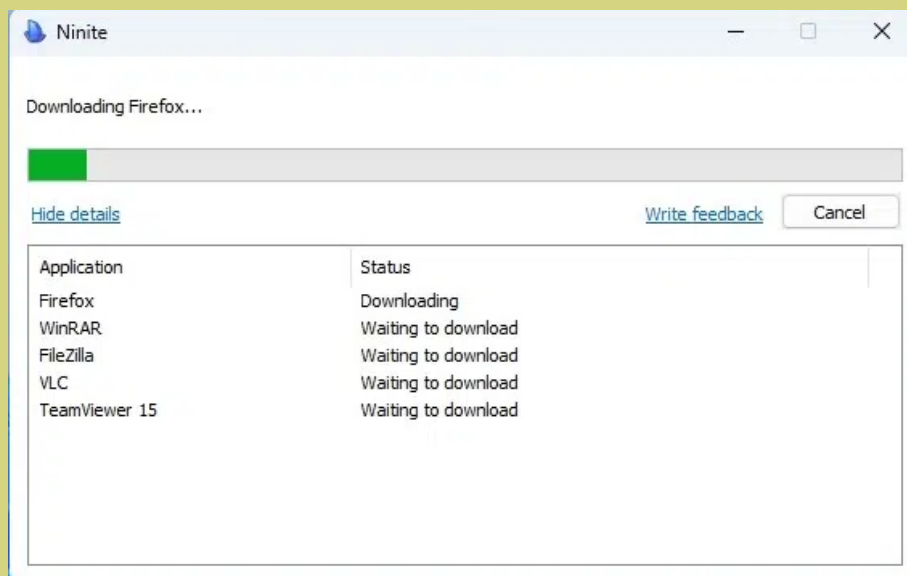 Ninite
Downloading Firefox...
Hide details Write feedback Cancel
Application Status
Firefox Downloading
WinRAR Waiting to download
FileZilla Waiting to download
VLC Waiting to download
TeamViewer 15 Waiting to download